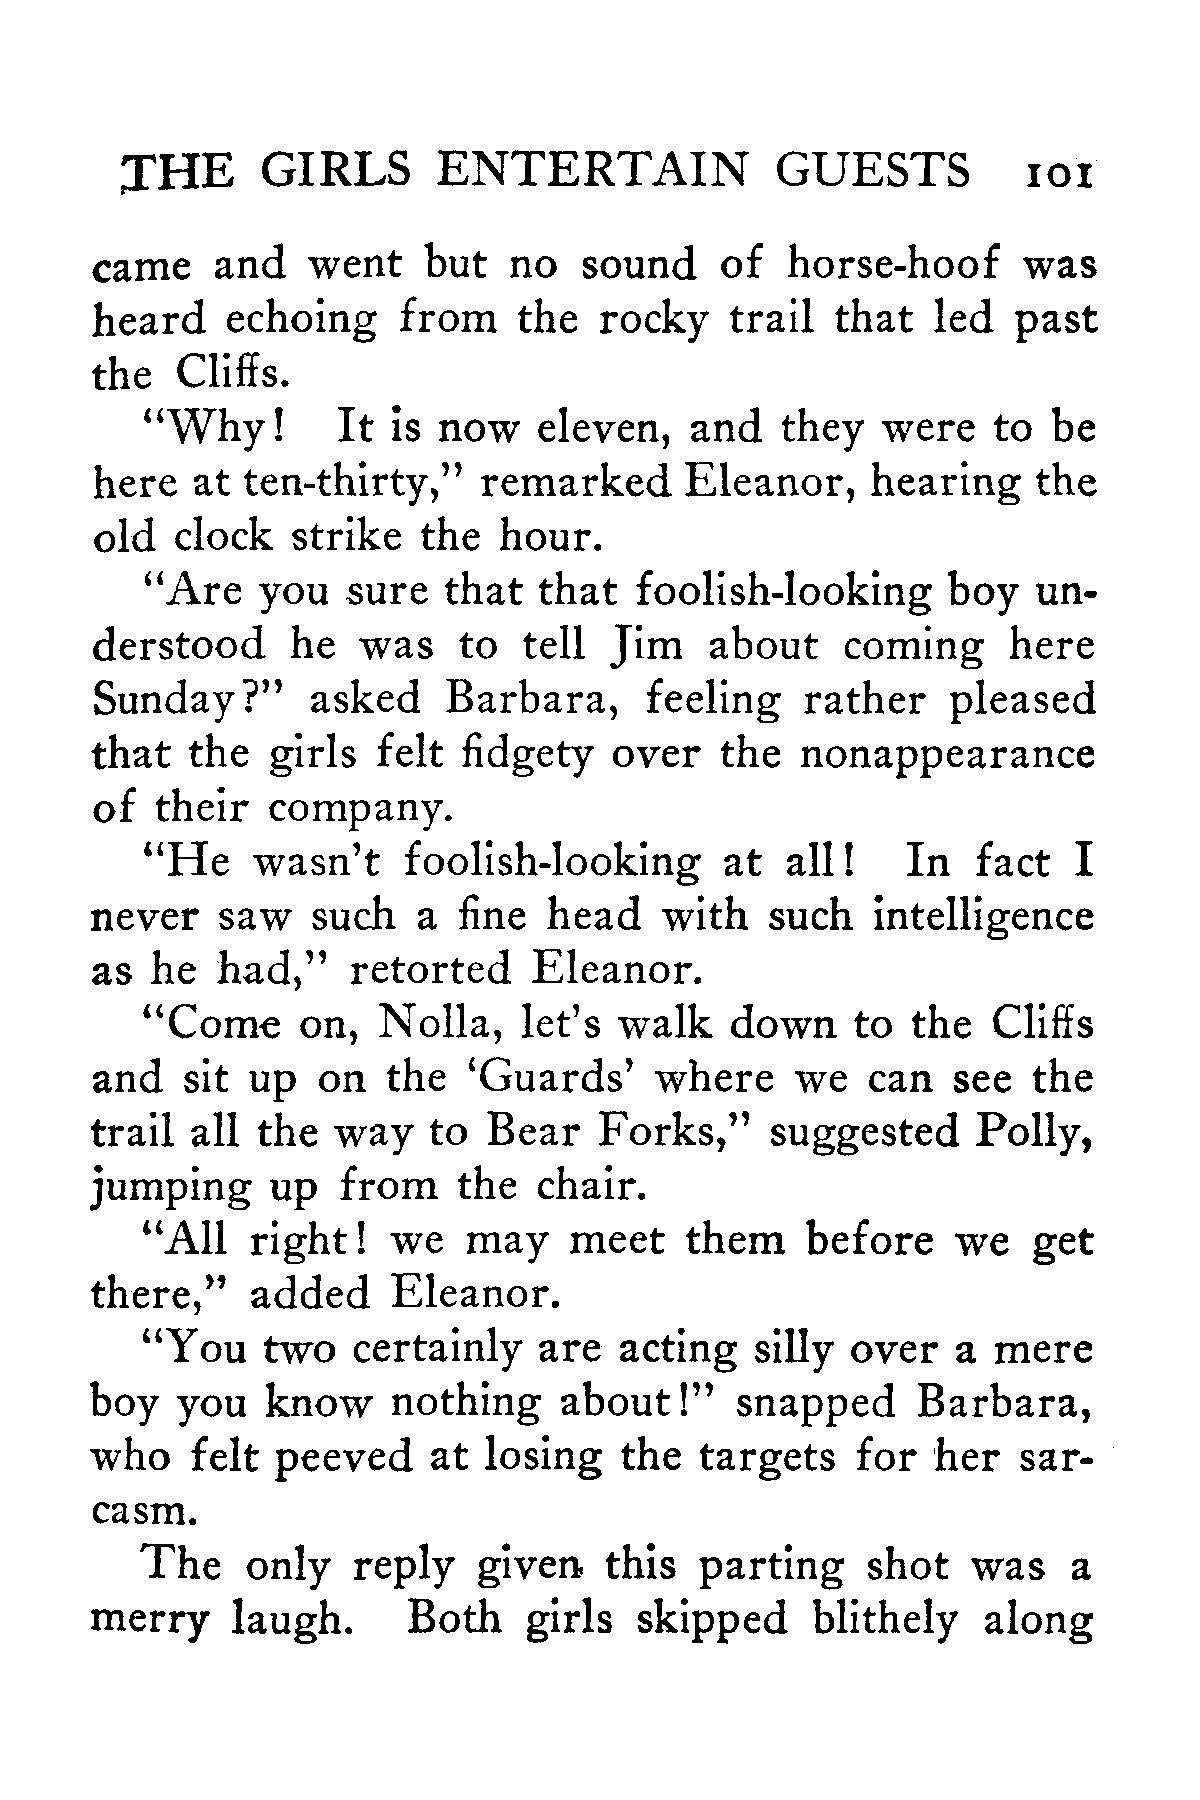 THE GIRLS ENTERTAIN GUESTS 101
came and went but no sound of horse-hoof was
heard echoing from the rocky trail that led past
the Cliffs.
“Why! It is now eleven, and they were to be
here at ten-thirty,” remarked Eleanor, hearing the
old clock strike the hour.
“Are you sure that that foolish-looking boy un-
derstood he was to tell Jim about coming here
Sunday?” asked Barbara, feeling rather pleased
that the girls felt fidgety over the nonappearance
of their company.
“He wasn’t foolish-looking at all! In fact I
never saw such a fine head with such intelligence
as he had,” retorted Eleanor.
“Come on, Nolla, let’s walk down to the Cliffs
and sit up on the ‘Guards’ where we can see the
trail all the way to Bear Forks,” suggested Polly,
jumping up from the chair.
“All right! we may meet them before we get
there,” added Eleanor.
“You two certainly are acting silly over a mere
boy you know nothing about!” snapped Barbara,
who felt peeved at losing the targets for her sar-
casm.
The only reply given this parting shot was a
merry laugh. Both girls skipped blithely along